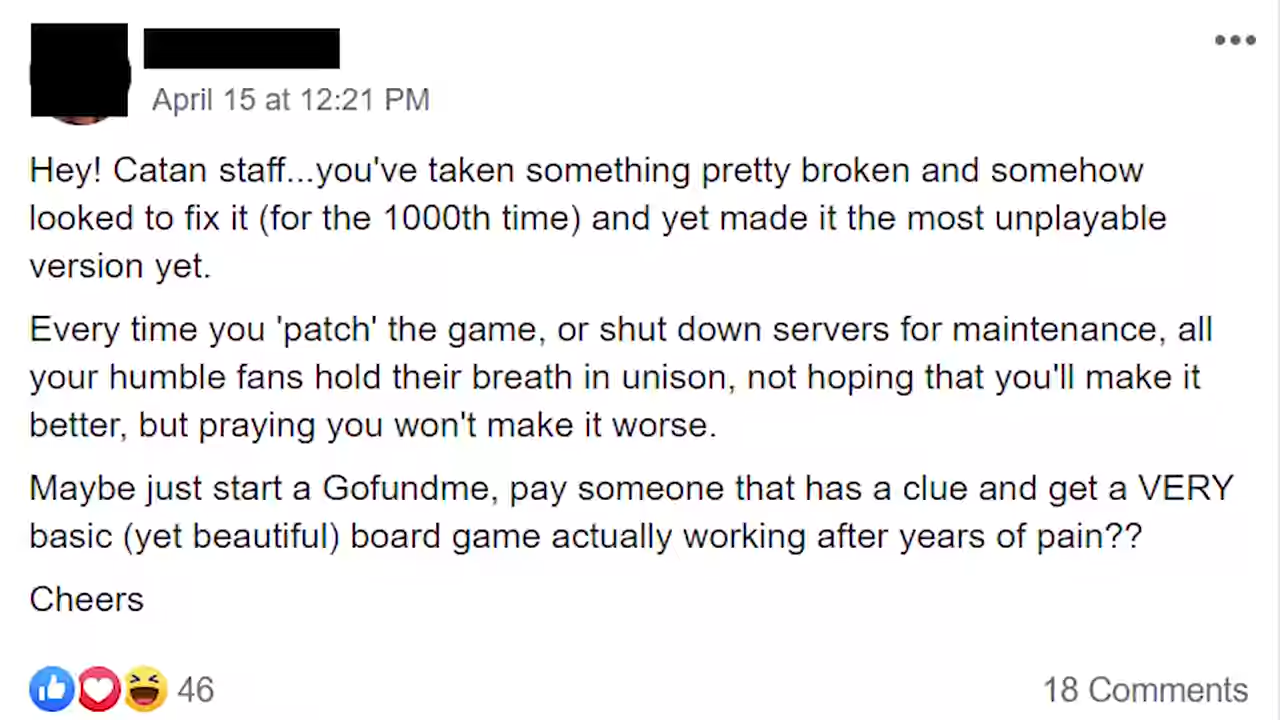 April 15 at 12:21 PM
Hey! Catan staff...you've taken something pretty broken and somehow
looked to fix it (for the 1000th time) and yet made it the most unplayable
version yet.
Every time you 'patch' the game, or shut down servers for maintenance, all
your humble fans hold their breath in unison, not hoping that you'll make it
better, but praying you won't make it worse.
Maybe just start a Gofundme, pay someone that has a clue and get a VERY
basic (yet beautiful) board game actually working after years of pain??
Cheers
46
18 Comments